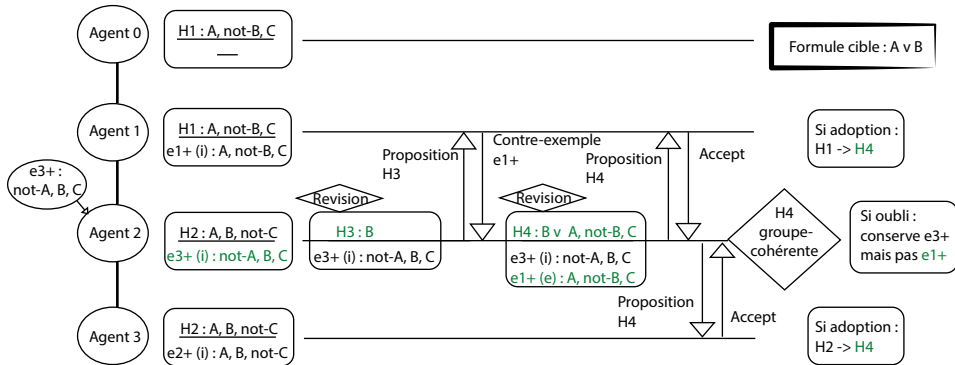 Agent 0
H1 : A, not-B, C
Formule cible : A v B
Agent 1
H1 : A, not-B, C
e1+ (i) : A, not-B, C
Proposition
H3
Contre-exemple
e1+
Proposition
H4
Accept
Si adoption :
H1 -> H4
e3+ :
not-A, B, C
Agent 2
H2 : A, B, not-C
e3+ (i) : not-A, B, C
Revision
H3 : B
e3+ (i) : not-A, B, C
Revision
H4 : B v A, not-B, C
e3+ (i) : not-A, B, C
e1+ (e) : A, not-B, C
H4
groupe-
cohérente
Si oubli :
conserve e3+
mais pas e1+
Proposition
H4
Accept
Agent 3
H2 : A, B, not-C
e2+ (i) : A, B, not-C
Si adoption :
H2 -> H4